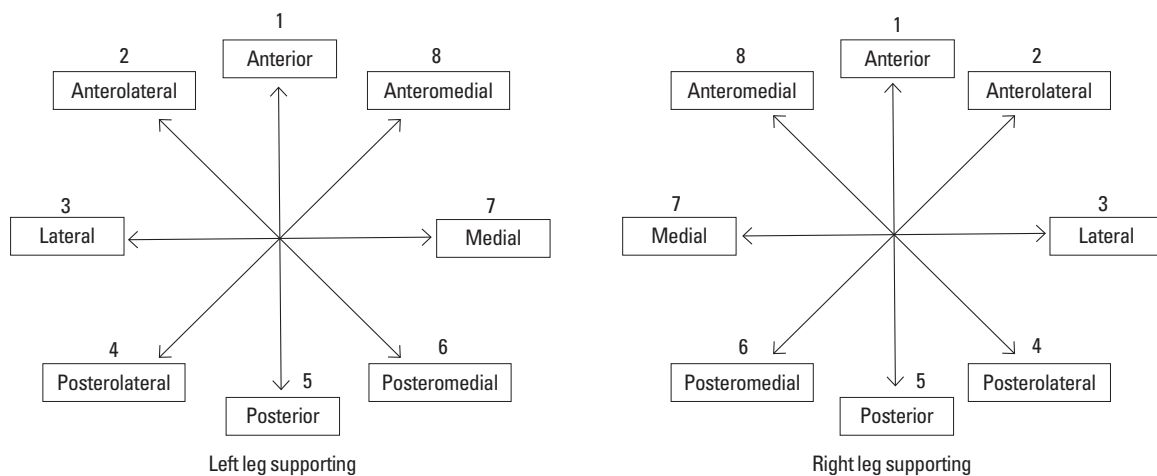 1
Anterior
2
Anterolateral
8
Anteromedial
3
Lateral
7
Medial
4
Posterolateral
6
Posteromedial
5
Posterior
Left leg supporting
1
Anterior
8
Anteromedial
2
Anterolateral
7
Medial
3
Lateral
6
Posteromedial
4
Posterolateral
5
Posterior
Right leg supporting